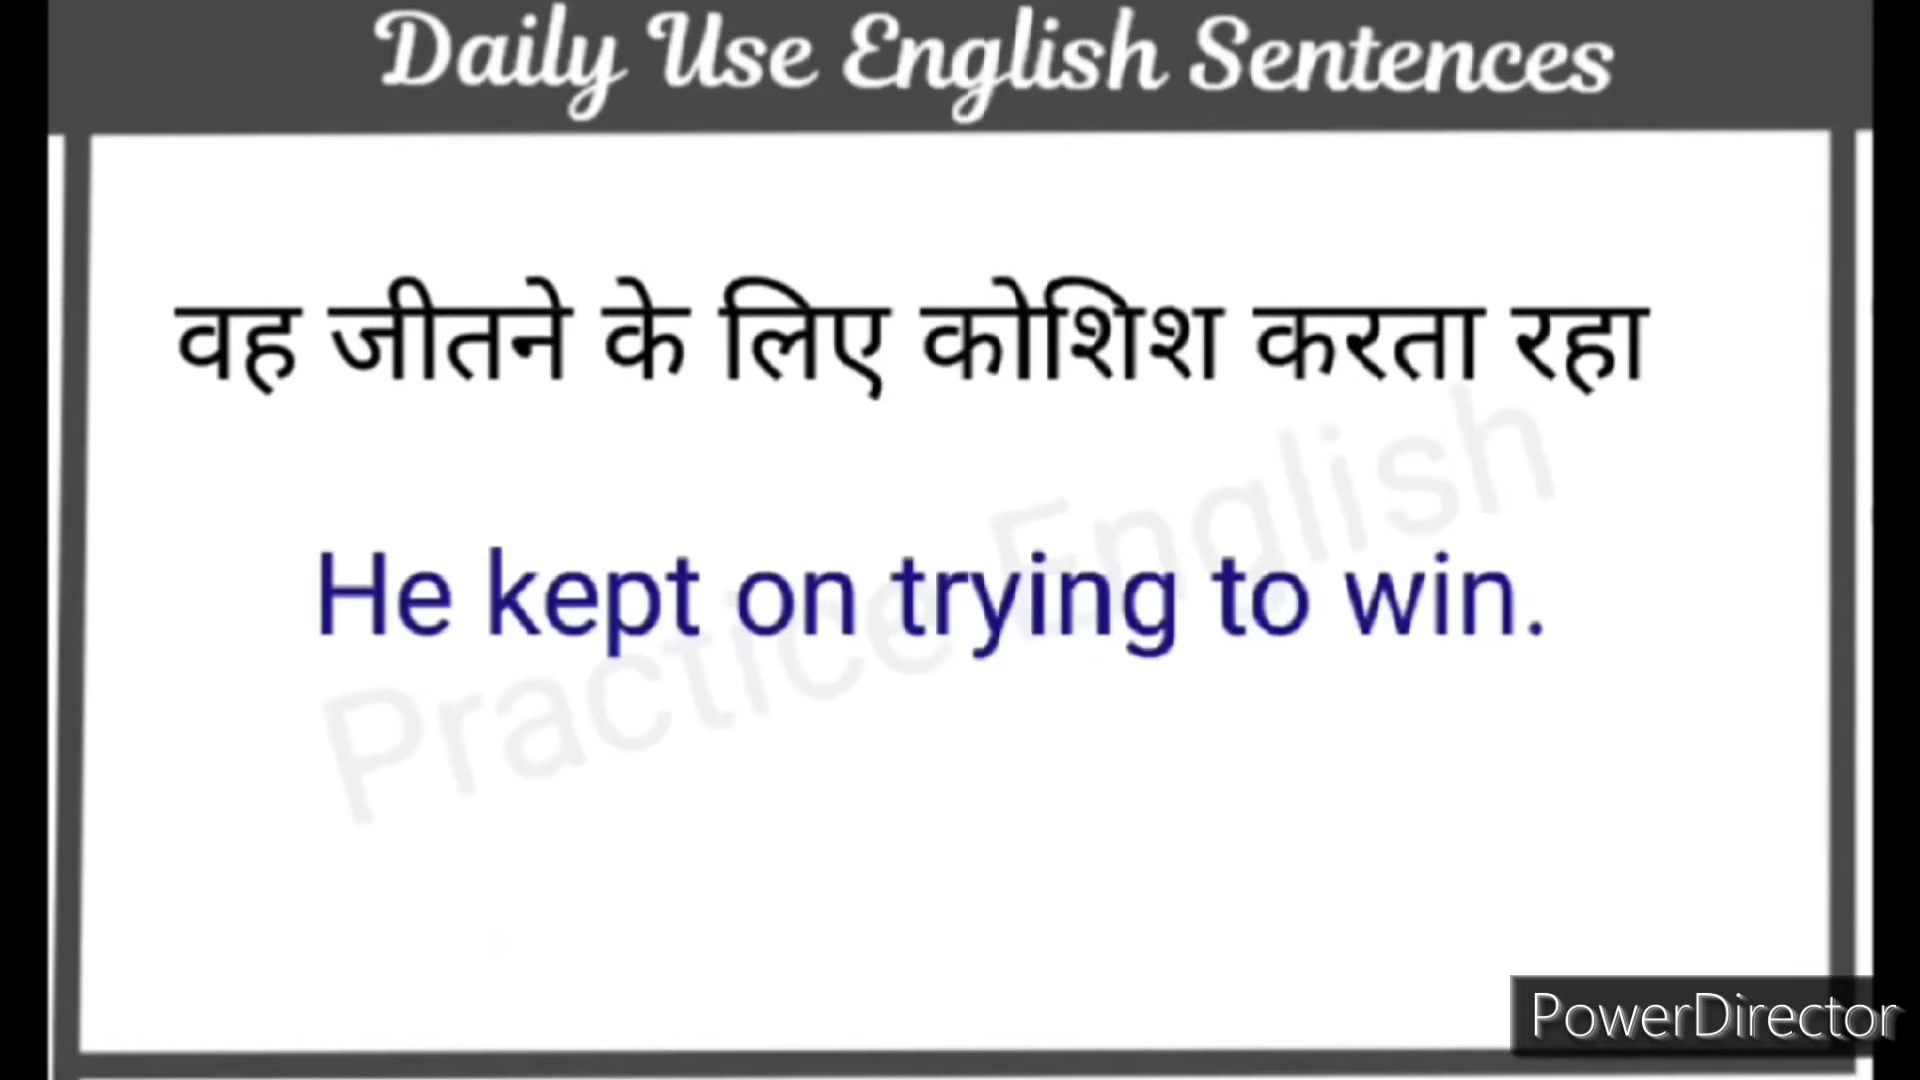 Daily Use English Sentences
वह जीतने के लिए कोशिश करता रहा
He kept on trying to win.
Practice English
PowerDirector